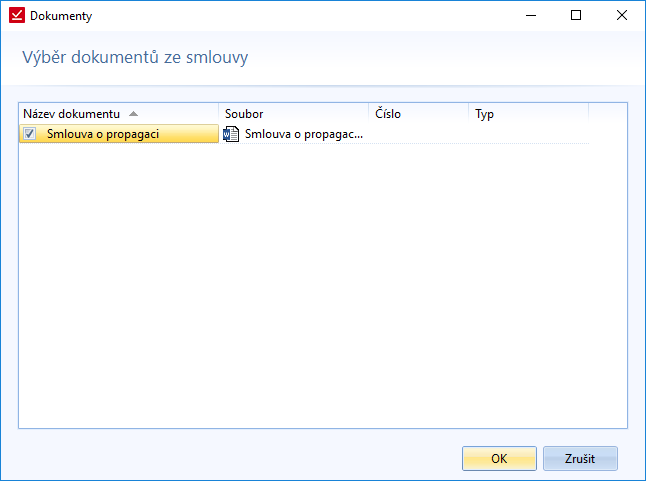 Dokumenty
Výběr dokumentů ze smlouvy
Název dokumentu Soubor Číslo Typ
Smlouva o propagaci Smlouva o propagac...
OK Zrušit